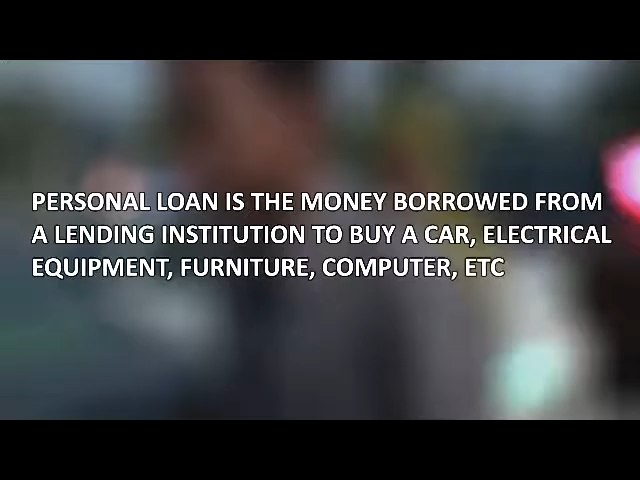 PERSONAL LOAN IS THE MONEY BORROWED FROM
A LENDING INSTITUTION TO BUY A CAR, ELECTRICAL
EQUIPMENT, FURNITURE, COMPUTER, ETC